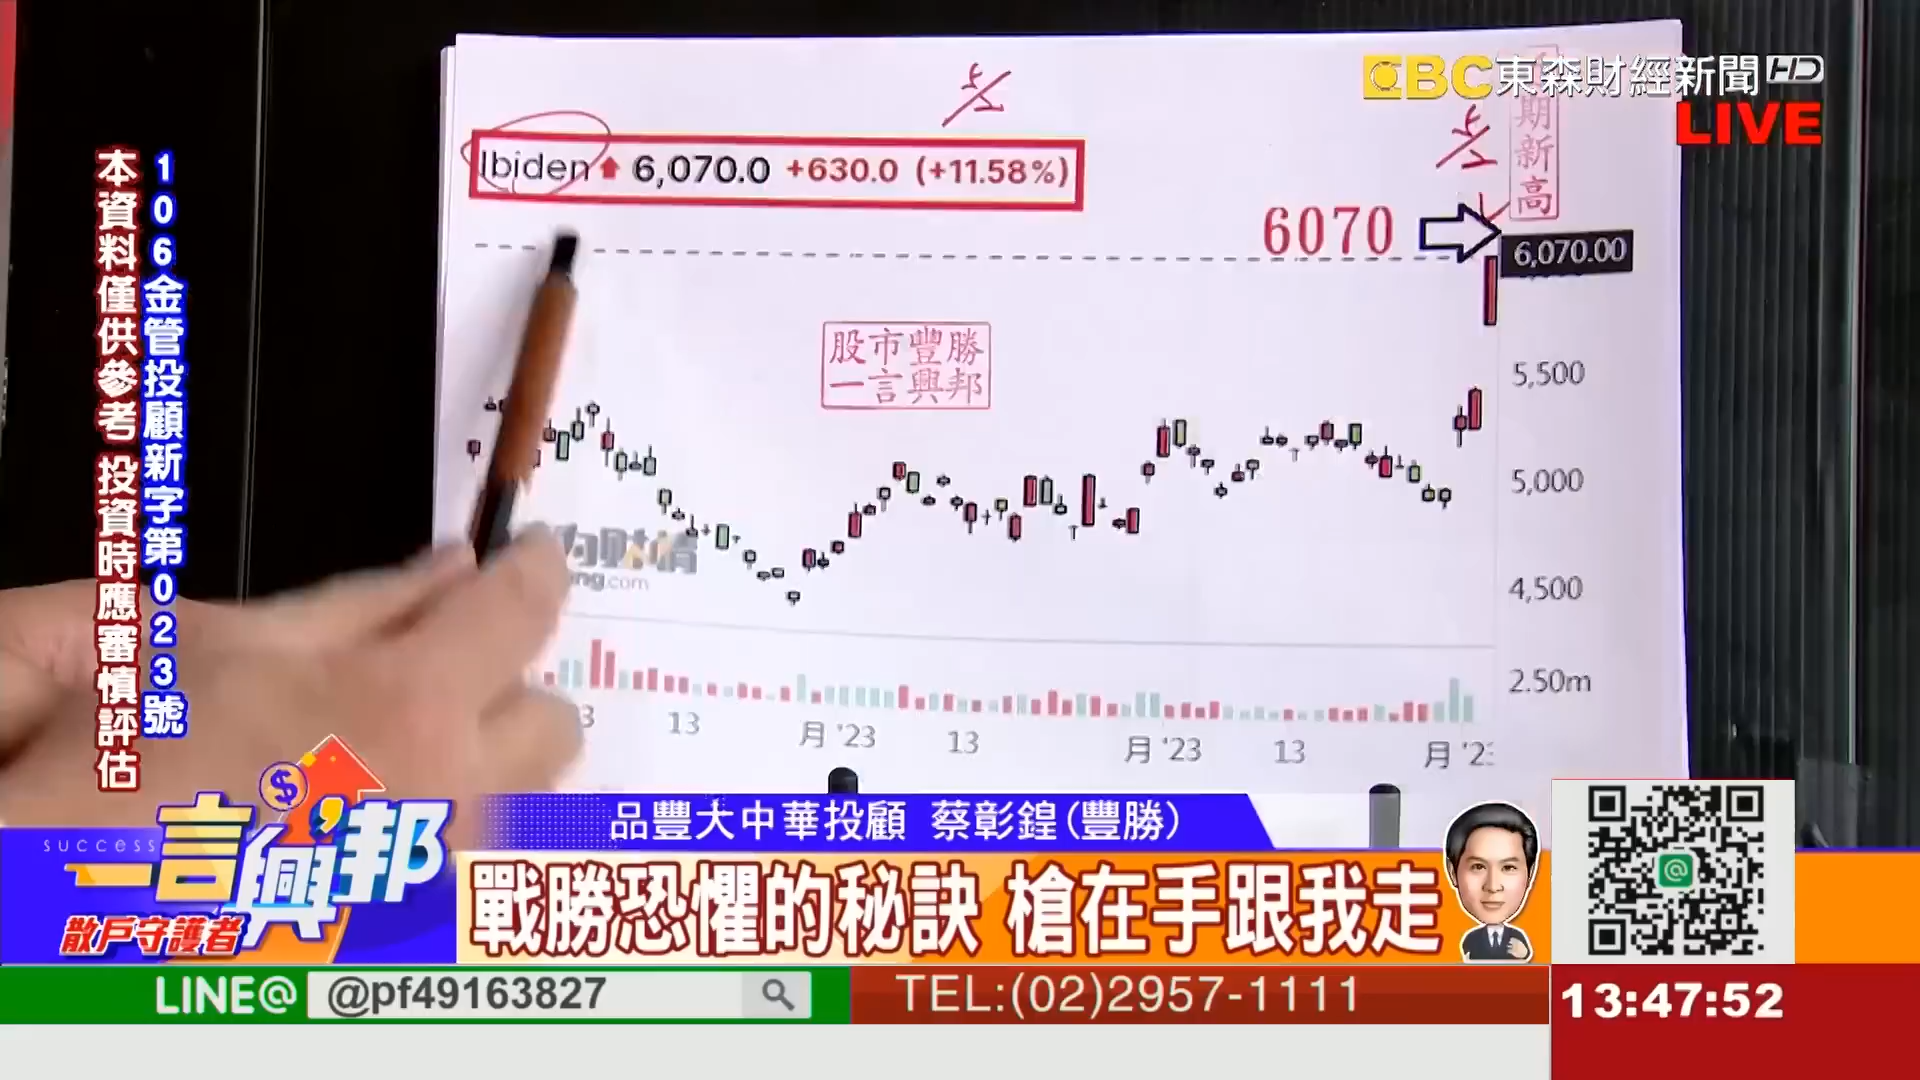 EBC 東森財經新聞 HD
LIVE
5/2
5/2
期新高
Ibiden 6,070.0 +630.0 (+11.58%)
6070
6,070.00
股市豐勝
一言興邦
5,500
5,000
4,500
2.50m
13
月 '23
13
月 '23
13
106金管投顧新字第023號
本資料僅供參考 投資時應審慎評估
success
一言興邦
散戶守護者
品豐大中華投顧 蔡彰鍠(豐勝)
戰勝恐懼的秘訣 槍在手跟我走
LINE@ @pf49163827
TEL:(02)2957-1111
13:47:52